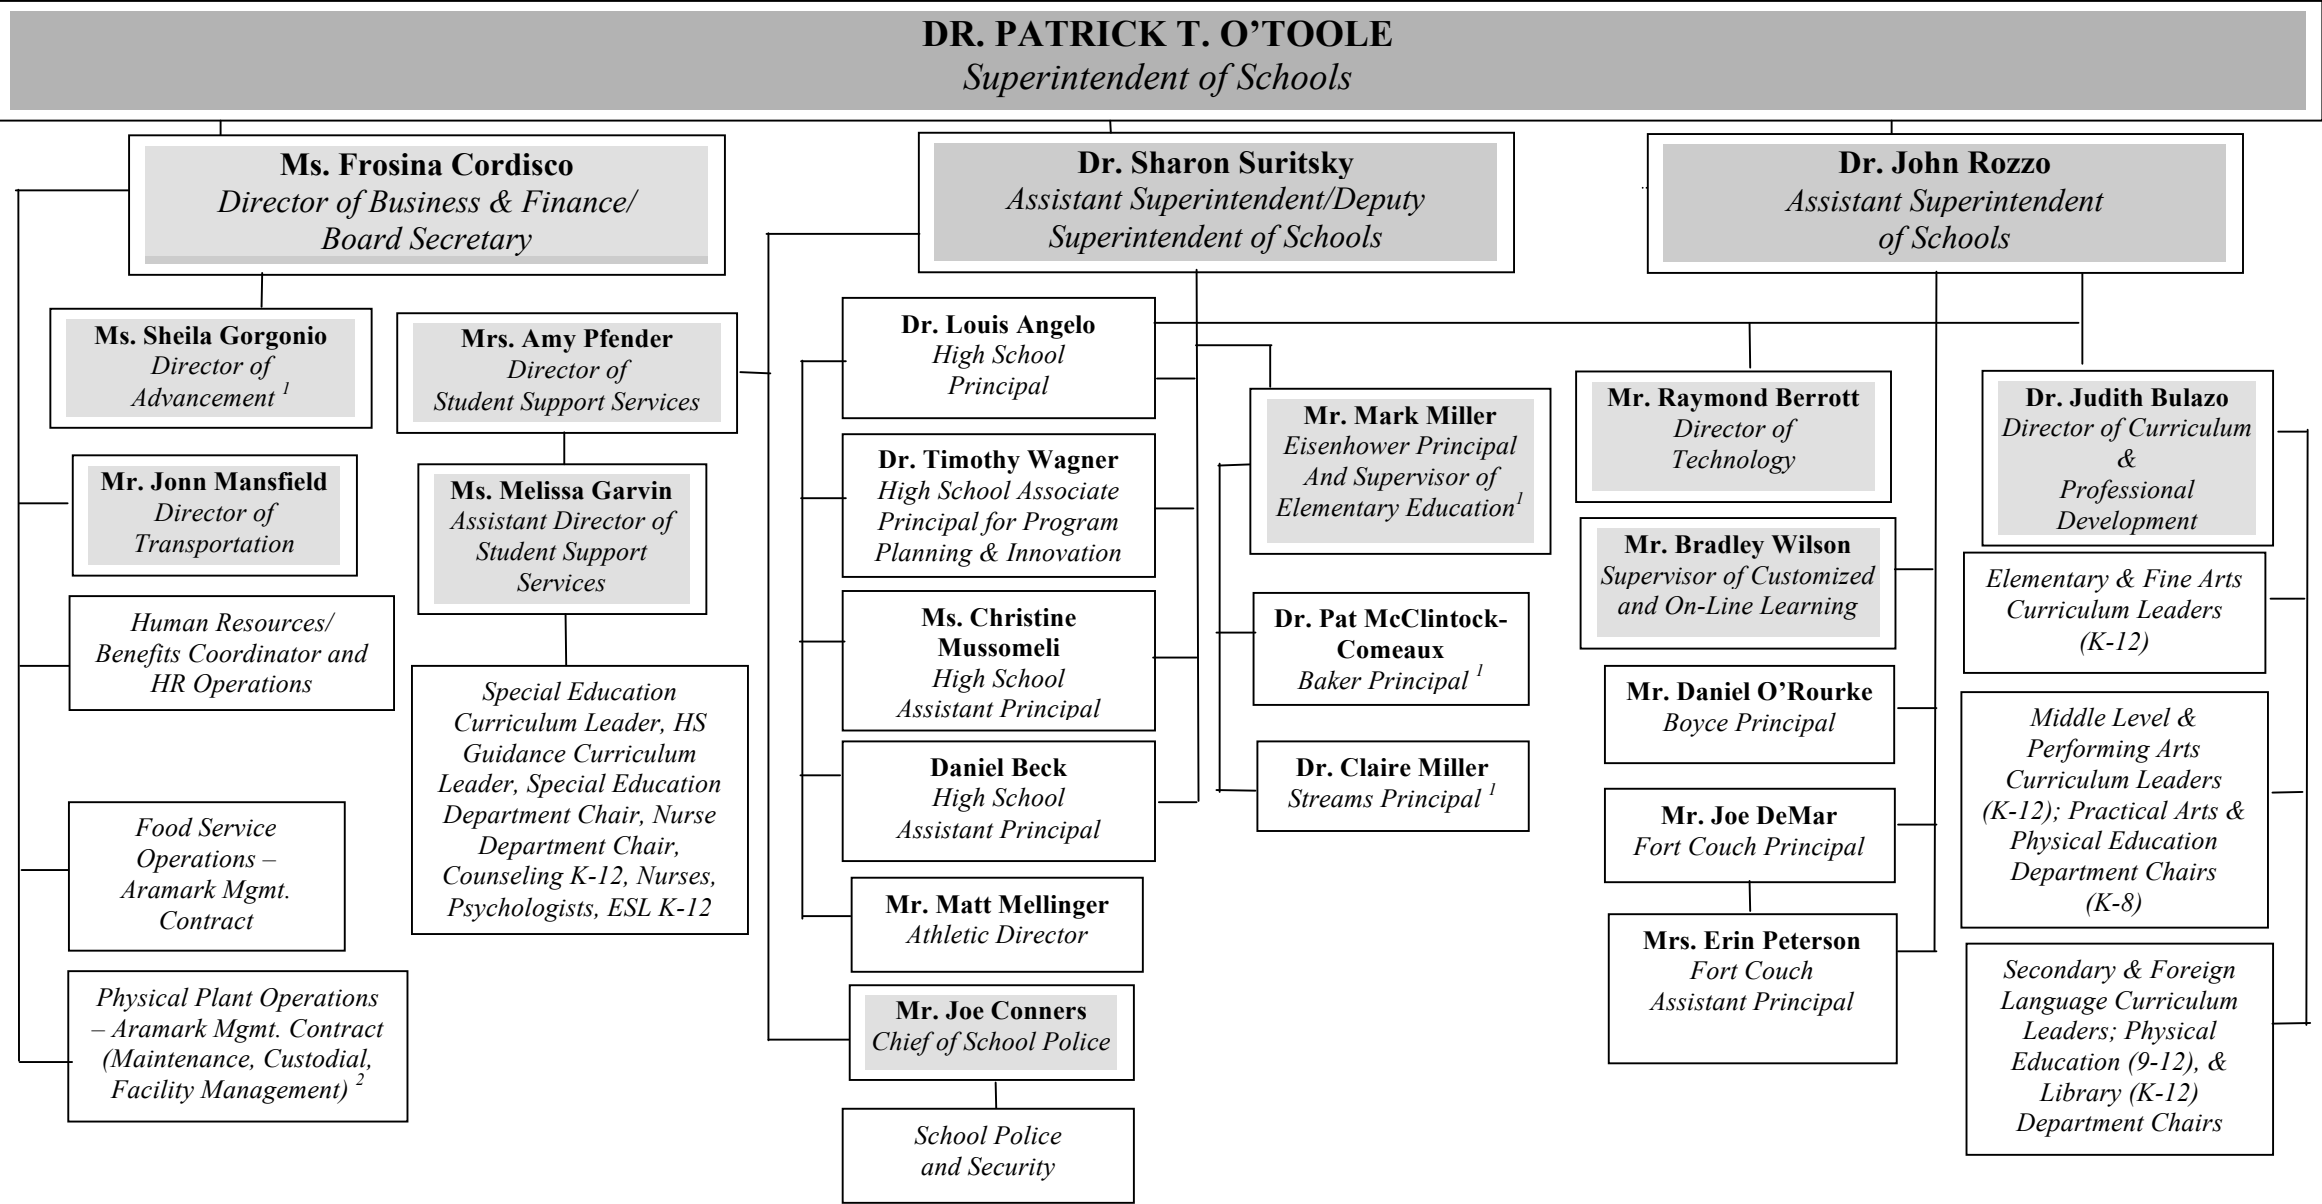 DR. PATRICK T. O’TOOLE
Superintendent of Schools
Ms. Frosina Cordisco
Director of Business & Finance/
Board Secretary
Ms. Sheila Gorgonio
Director of
Advancement 1
Mr. Jonn Mansfield
Director of
Transportation
Human Resources/
Benefits Coordinator and
HR Operations
Food Service
Operations –
Aramark Mgmt.
Contract
Physical Plant Operations
– Aramark Mgmt. Contract
(Maintenance, Custodial,
Facility Management) 2
Mrs. Amy Pfender
Director of
Student Support Services
Ms. Melissa Garvin
Assistant Director of
Student Support
Services
Special Education
Curriculum Leader, HS
Guidance Curriculum
Leader, Special Education
Department Chair, Nurse
Department Chair,
Counseling K-12, Nurses,
Psychologists, ESL K-12
Dr. Sharon Suritsky
Assistant Superintendent/Deputy
Superintendent of Schools
Dr. Louis Angelo
High School
Principal
Dr. Timothy Wagner
High School Associate
Principal for Program
Planning & Innovation
Ms. Christine
Mussomeli
High School
Assistant Principal
Daniel Beck
High School
Assistant Principal
Mr. Matt Mellinger
Athletic Director
Mr. Joe Conners
Chief of School Police
School Police
and Security
Mr. Mark Miller
Eisenhower Principal
And Supervisor of
Elementary Education1
Dr. Pat McClintock-
Comeaux
Baker Principal 1
Dr. Claire Miller
Streams Principal 1
Dr. John Rozzo
Assistant Superintendent
of Schools
Mr. Raymond Berrott
Director of
Technology
Mr. Bradley Wilson
Supervisor of Customized
and On-Line Learning
Mr. Daniel O’Rourke
Boyce Principal
Mr. Joe DeMar
Fort Couch Principal
Mrs. Erin Peterson
Fort Couch
Assistant Principal
Dr. Judith Bulazo
Director of Curriculum
&
Professional
Development
Elementary & Fine Arts
Curriculum Leaders
(K-12)
Middle Level &
Performing Arts
Curriculum Leaders
(K-12); Practical Arts &
Physical Education
Department Chairs
(K-8)
Secondary & Foreign
Language Curriculum
Leaders; Physical
Education (9-12), &
Library (K-12)
Department Chairs